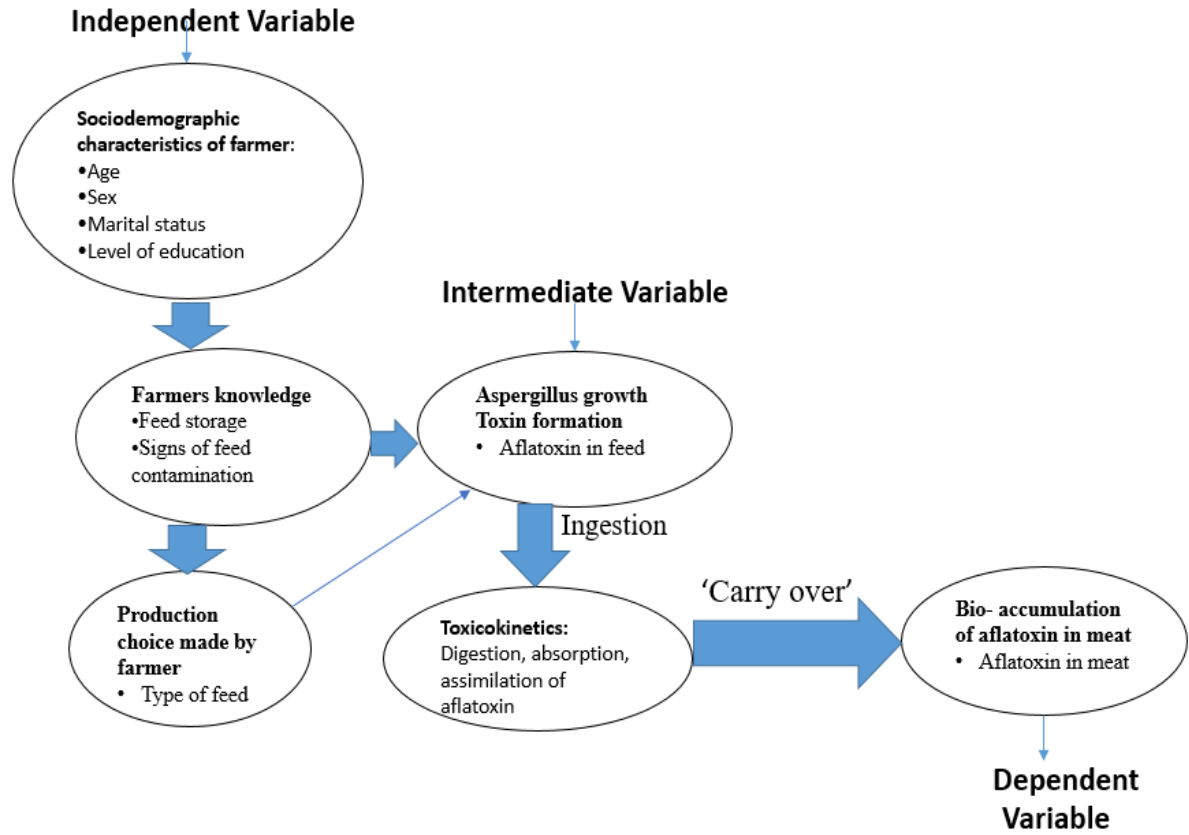 Independent Variable
Sociodemographic
characteristics of farmer:
•Age
•Sex
•Marital status
•Level of education
Intermediate Variable
Farmers knowledge
•Feed storage
•Signs of feed
contamination
Aspergillus growth
Toxin formation
• Aflatoxin in feed
Ingestion
Production
choice made by
farmer
• Type of feed
Toxicokinetics:
Digestion, absorption,
assimilation of
aflatoxin
‘Carry over’
Bio- accumulation
of aflatoxin in meat
• Aflatoxin in meat
Dependent
Variable